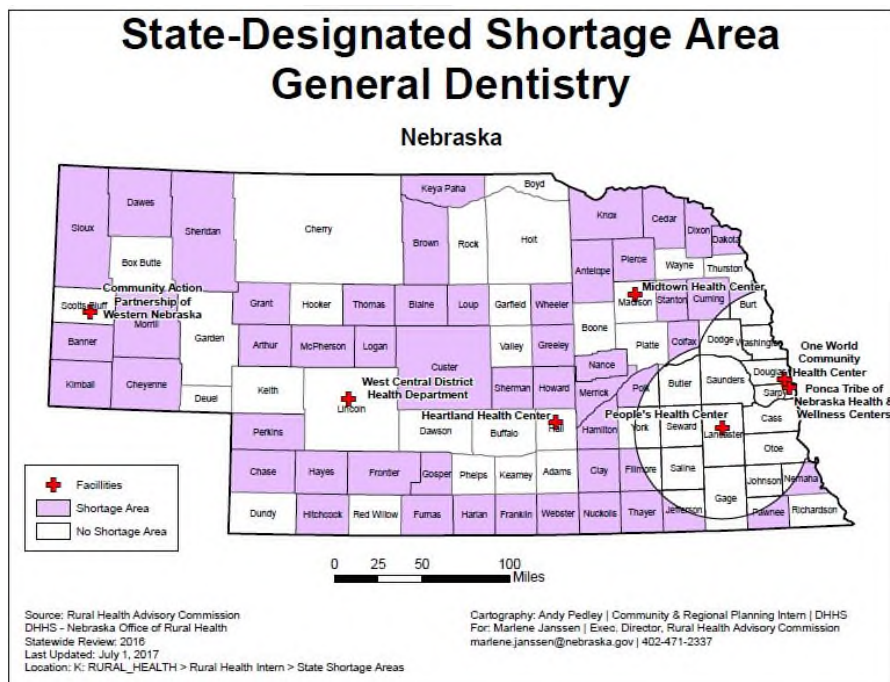 State-Designated Shortage Area
General Dentistry
Nebraska
Keya Paha
Boyd
Dawes
Sioux
Sheridan
Cherry
Brown
Rock
Holt
Knox
Cedar
Dixon
Dakota
Box Butte
Antelope
Pierce
Wayne
Thurston
Community Action
Partnership of
Western Nebraska
Scotts Bluff
Morrill
Grant
Hooker
Thomas
Blaine
Loup
Garfield
Wheeler
Midtown Health Center
Madison
Stanton
Cuming
Burt
Banner
Garden
Arthur
McPherson
Logan
Custer
Valley
Greeley
Boone
Platte
Colfax
Dodge
Washington
One World
Community
Health Center
Kimball
Cheyenne
Deuel
Keith
West Central District
Health Department
Lincoln
Sherman
Howard
Nance
Merrick
Polk
Butler
Saunders
Douglas
Sarpy
Ponca Tribe
of Nebraska Health &
Wellness Centers
Perkins
Heartland Health Center
Dawson
Buffalo
Hall
Hamilton
People's Health Center
York
Seward
Lancaster
Cass
Otoe
Chase
Hayes
Frontier
Gosper
Phelps
Kearney
Adams
Clay
Fillmore
Saline
Gage
Johnson
Nemaha
Dundy
Hitchcock
Red Willow
Furnas
Harlan
Franklin
Webster
Nuckolls
Thayer
Jefferson
Pawnee
Richardson
Facillities
Shortage Area
No Shortage Area
0 25 50 100
Miles
Source: Rural Health Advisory Commission
DHHS - Nebraska Office of Rural Health
Statewide Review: 2016
Last Updated: July 1, 2017
Location: K: RURAL_HEALTH > Rural Health Intern > State Shortage Areas
Cartography: Andy Pedley | Community & Regional Planning Intern | DHHS
For: Marlene Janssen | Exec. Director, Rural Health Advisory Commission
marlene.janssen@nebraska.gov | 402-471-2337